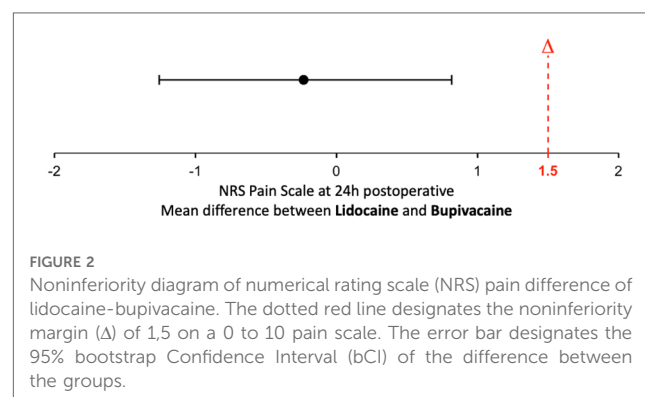 Δ
-2 -1 0 1 1.5 2
NRS Pain Scale at 24h postoperative
Mean difference between Lidocaine and Bupivacaine
FIGURE 2
Noninferiority diagram of numerical rating scale (NRS) pain difference of
lidocaine-bupivacaine. The dotted red line designates the noninferiority
margin (Δ) of 1,5 on a 0 to 10 pain scale. The error bar designates the
95% bootstrap Confidence Interval (bCI) of the difference between
the groups.